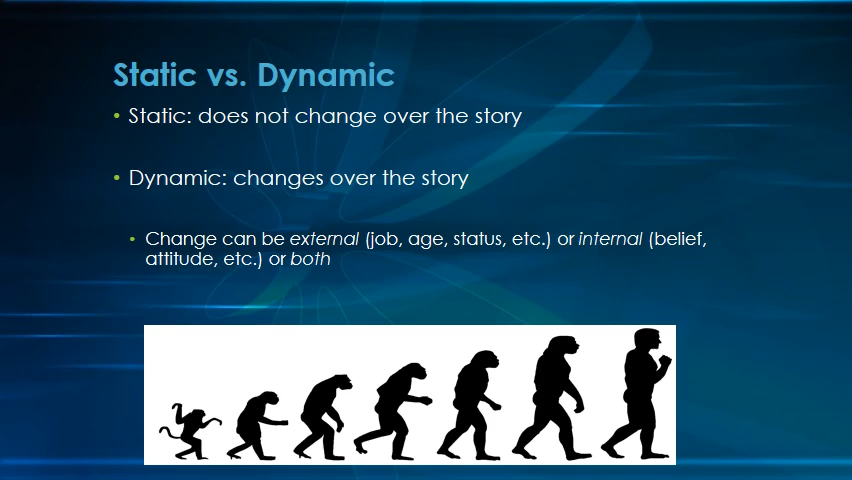 Static vs. Dynamic
• Static: does not change over the story
• Dynamic: changes over the story
• Change can be external (job, age, status, etc.) or internal (belief,
attitude, etc.) or both